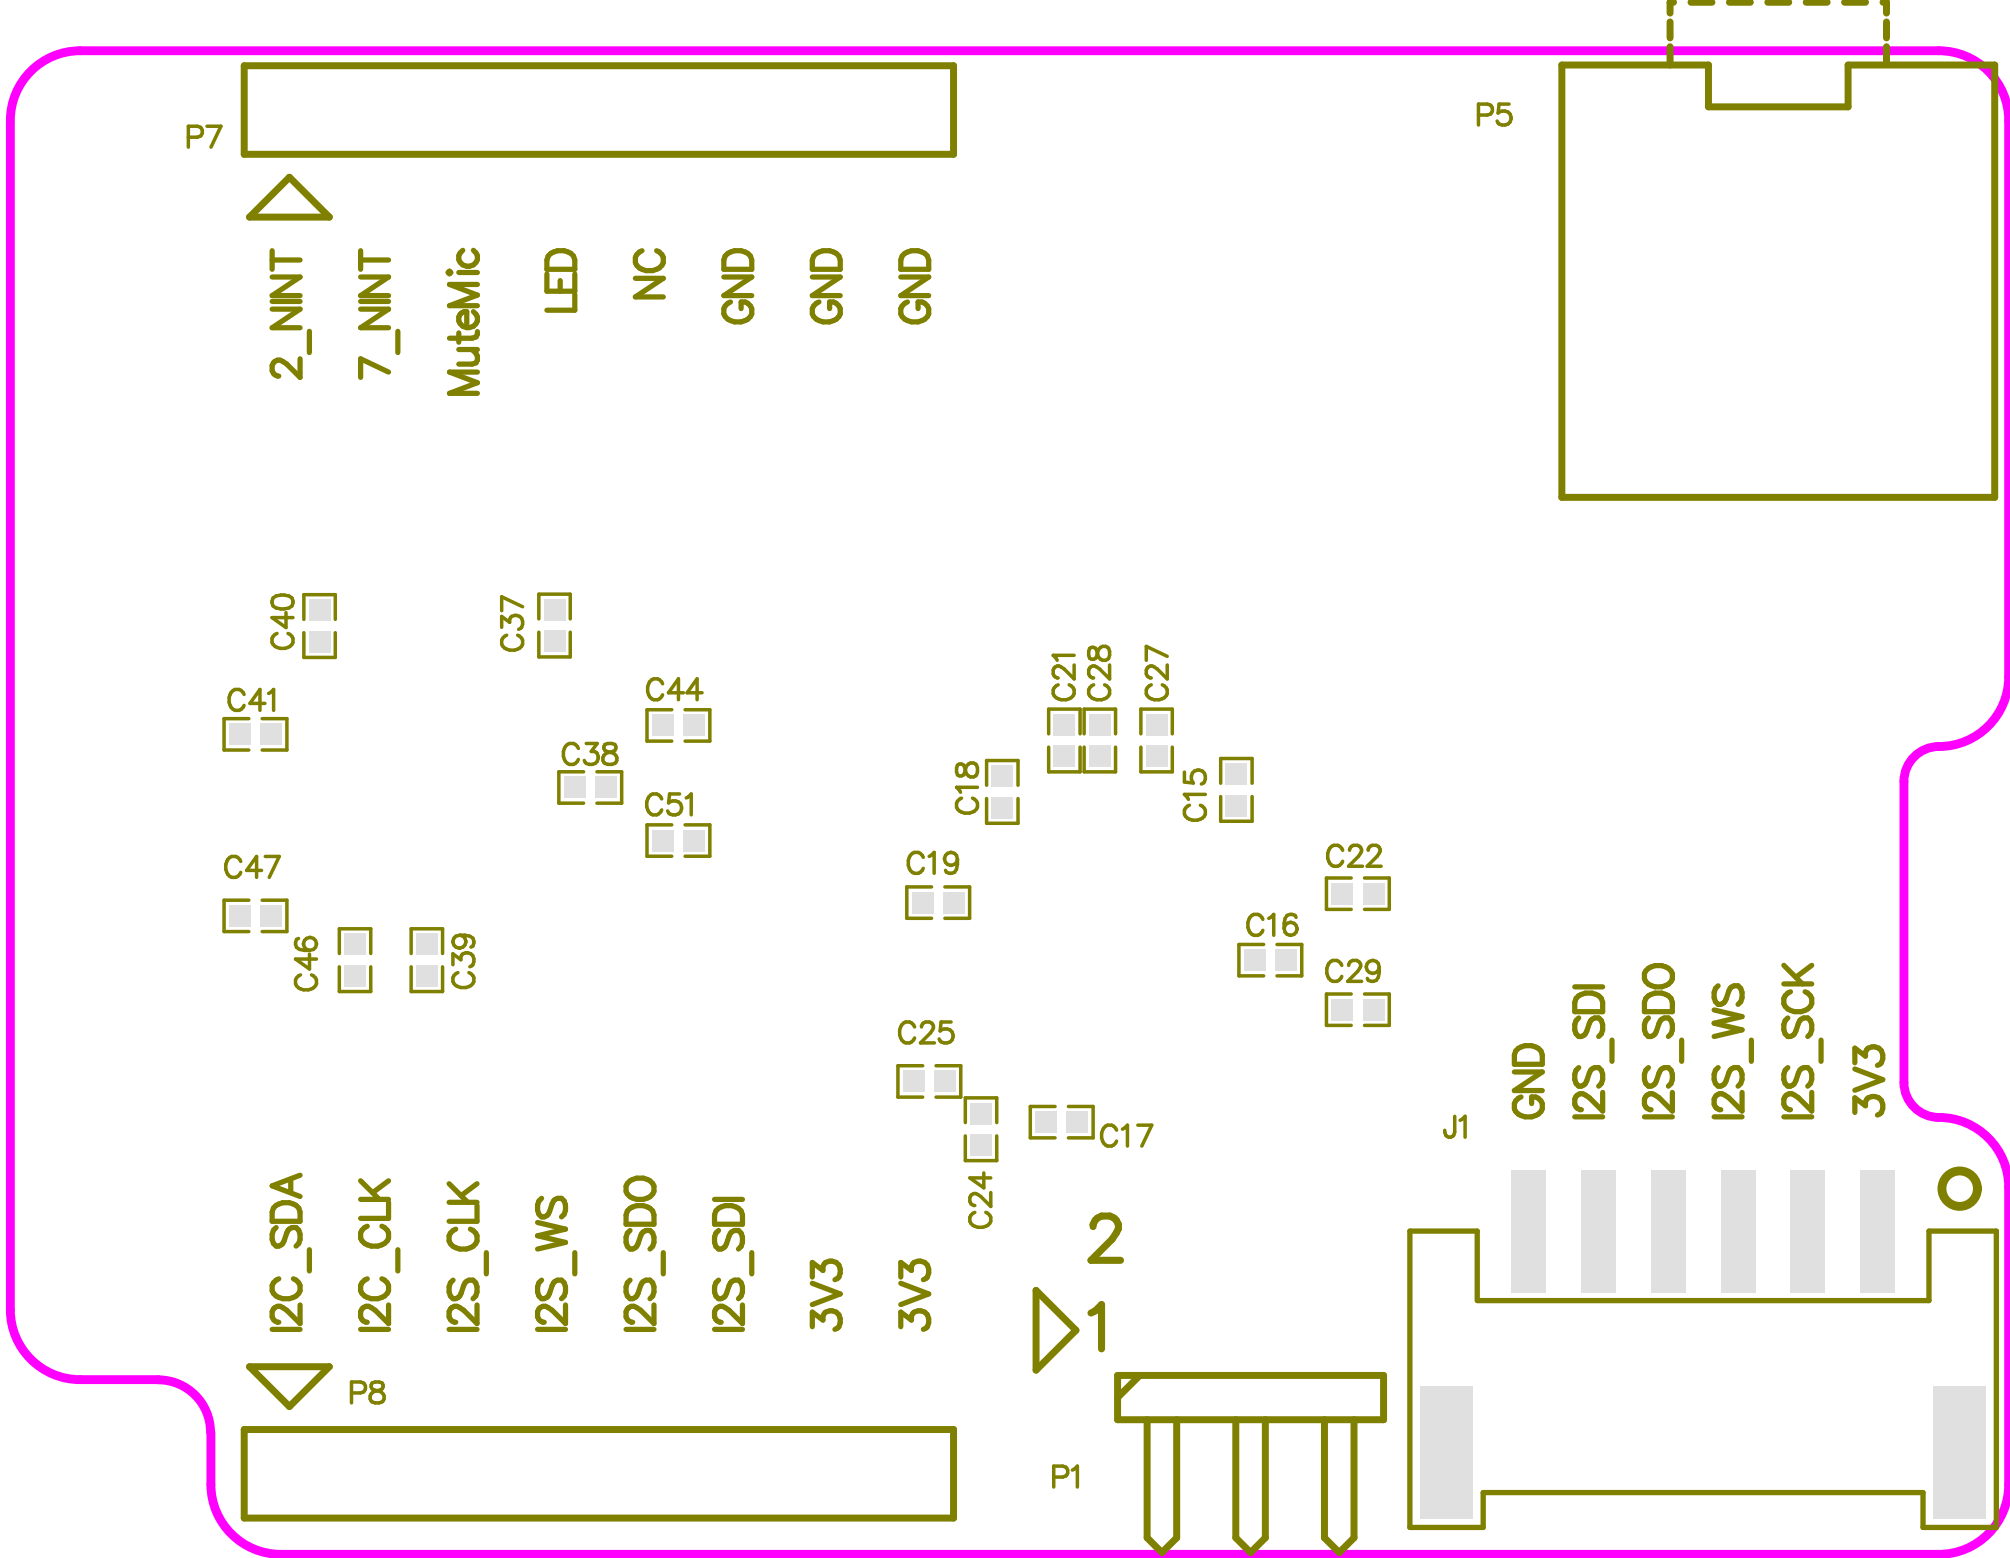 P7
P5
2_NINT
7_NINT
MuteMic
LED
NC
GND
GND
GND
C40
C37
C41
C44
C38
C51
C21
C28
C27
C18
C15
C47
C19
C22
C46
C39
C16
C29
C25
C17
C24
GND
I2S_SDI
I2S_SDO
I2S_WS
I2S_SCK
3V3
J1
I2C_SDA
I2C_CLK
I2S_CLK
I2S_WS
I2S_SDO
I2S_SDI
3V3
3V3
2
1
P8
P1